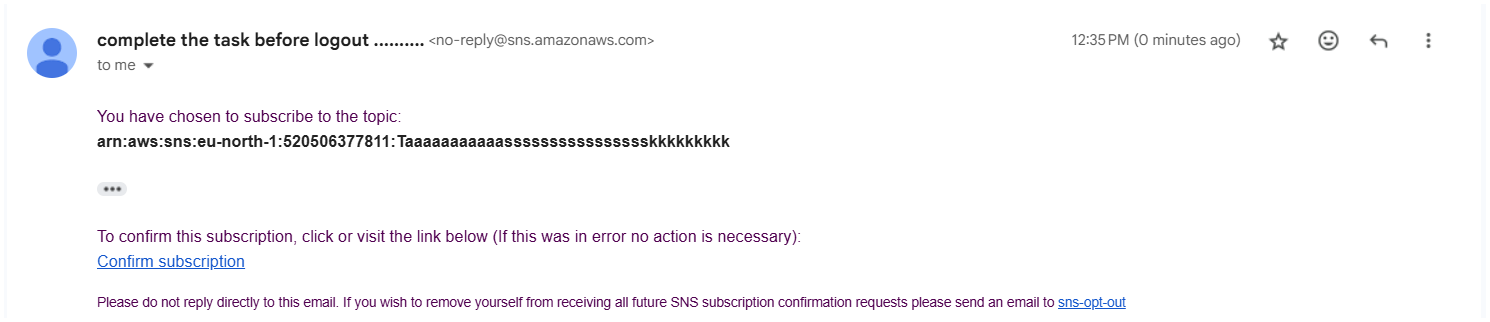 complete the task before logout .......... <no-reply@sns.amazonaws.com> 12:35 PM (0 minutes ago)
to me
You have chosen to subscribe to the topic:
arn:aws:sns:eu-north-1:520506377811:Taaaaaaaaaaasssssssssssssssskkkkkkkkk
To confirm this subscription, click or visit the link below (If this was in error no action is necessary):
Confirm subscription
Please do not reply directly to this email. If you wish to remove yourself from receiving all future SNS subscription confirmation requests please send an email to sns-opt-out